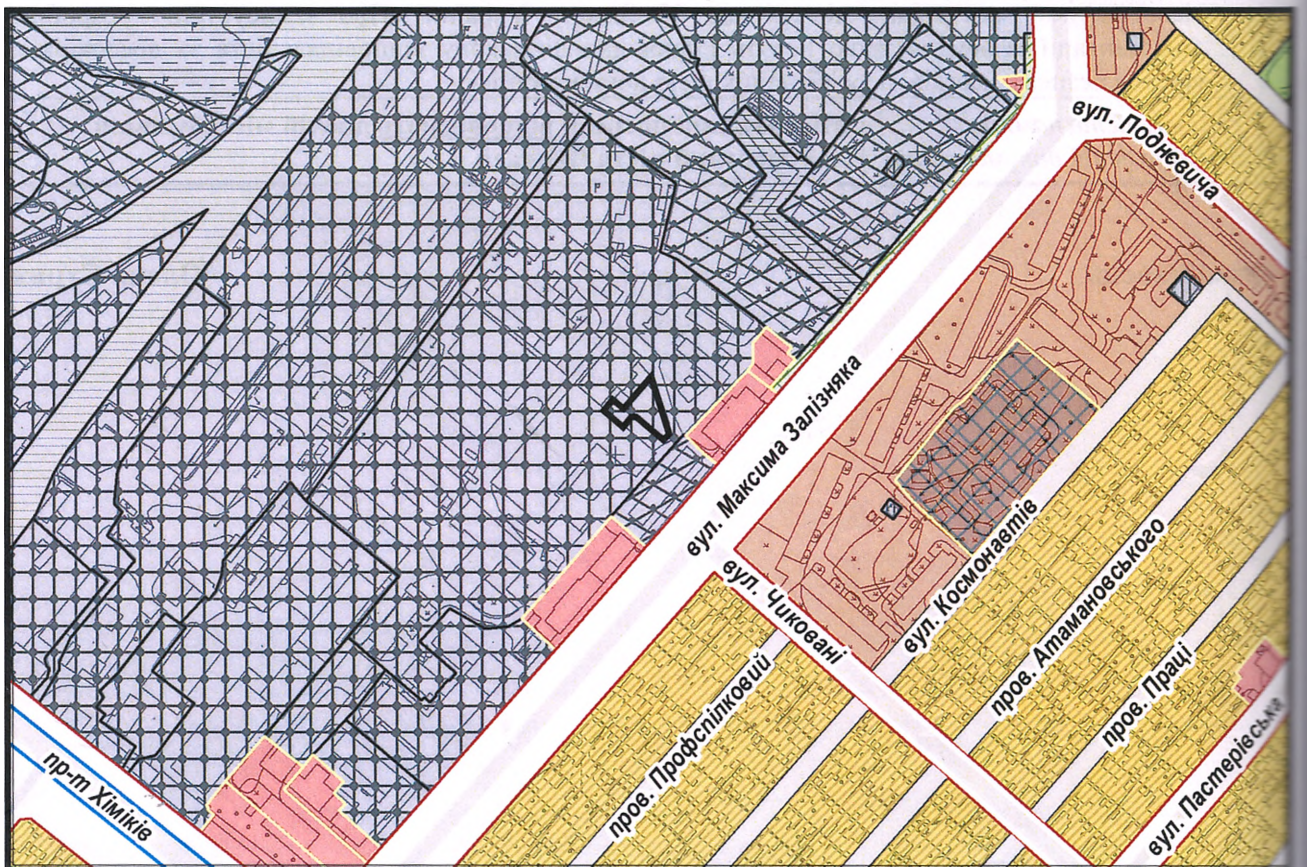 вул. Поднєвича
вул. Максима Залізняка
вул. Космонавтів
вул. Чиковані
пров. Атамановського
пров. Праці
пров. Профспілковий
вул. Пастерівська
пр-т Хіміків